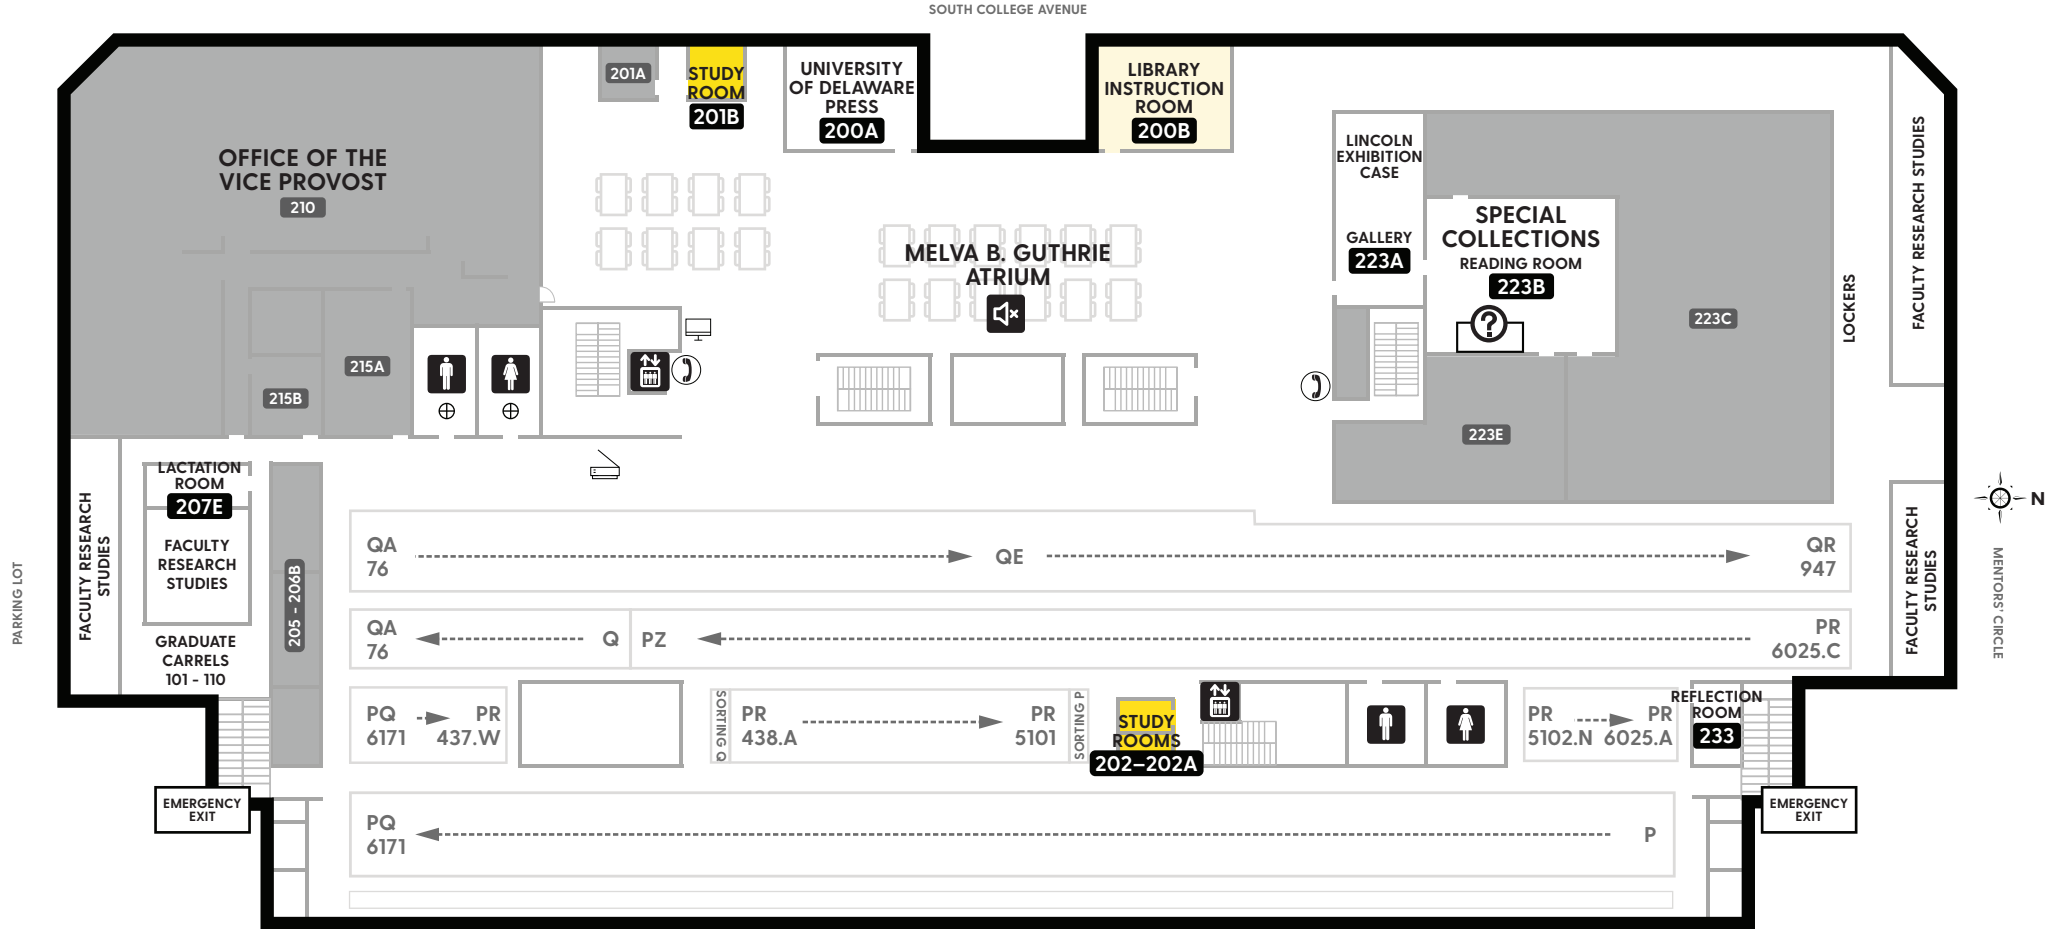 SOUTH COLLEGE AVENUE
201A
STUDY
ROOM
201B
UNIVERSITY
OF DELAWARE
PRESS
200A
LIBRARY
INSTRUCTION
ROOM
200B
OFFICE OF THE
VICE PROVOST
210
LINCOLN
EXHIBITION
CASE
GALLERY
223A
SPECIAL
COLLECTIONS
READING ROOM
223B
?
223C
LOCKERS
FACULTY RESEARCH STUDIES
MELVA B. GUTHRIE
ATRIUM
215A
215B
223E
LACTATION
ROOM
207E
FACULTY RESEARCH
STUDIES
FACULTY
RESEARCH
STUDIES
GRADUATE
CARRELS
101 - 110
205 - 206B
PARKING LOT
N
MENTORS' CIRCLE
FACULTY RESEARCH
STUDIES
QA
76
QE
QR
947
QA
76
Q
PZ
PR
6025.C
PQ
6171
PR
437.W
SORTING Q
PR
438.A
PR
5101
SORTING P
STUDY
ROOMS
202–202A
PR
5102.N
PR
6025.A
REFLECTION
ROOM
233
EMERGENCY
EXIT
EMERGENCY
EXIT
PQ
6171
P